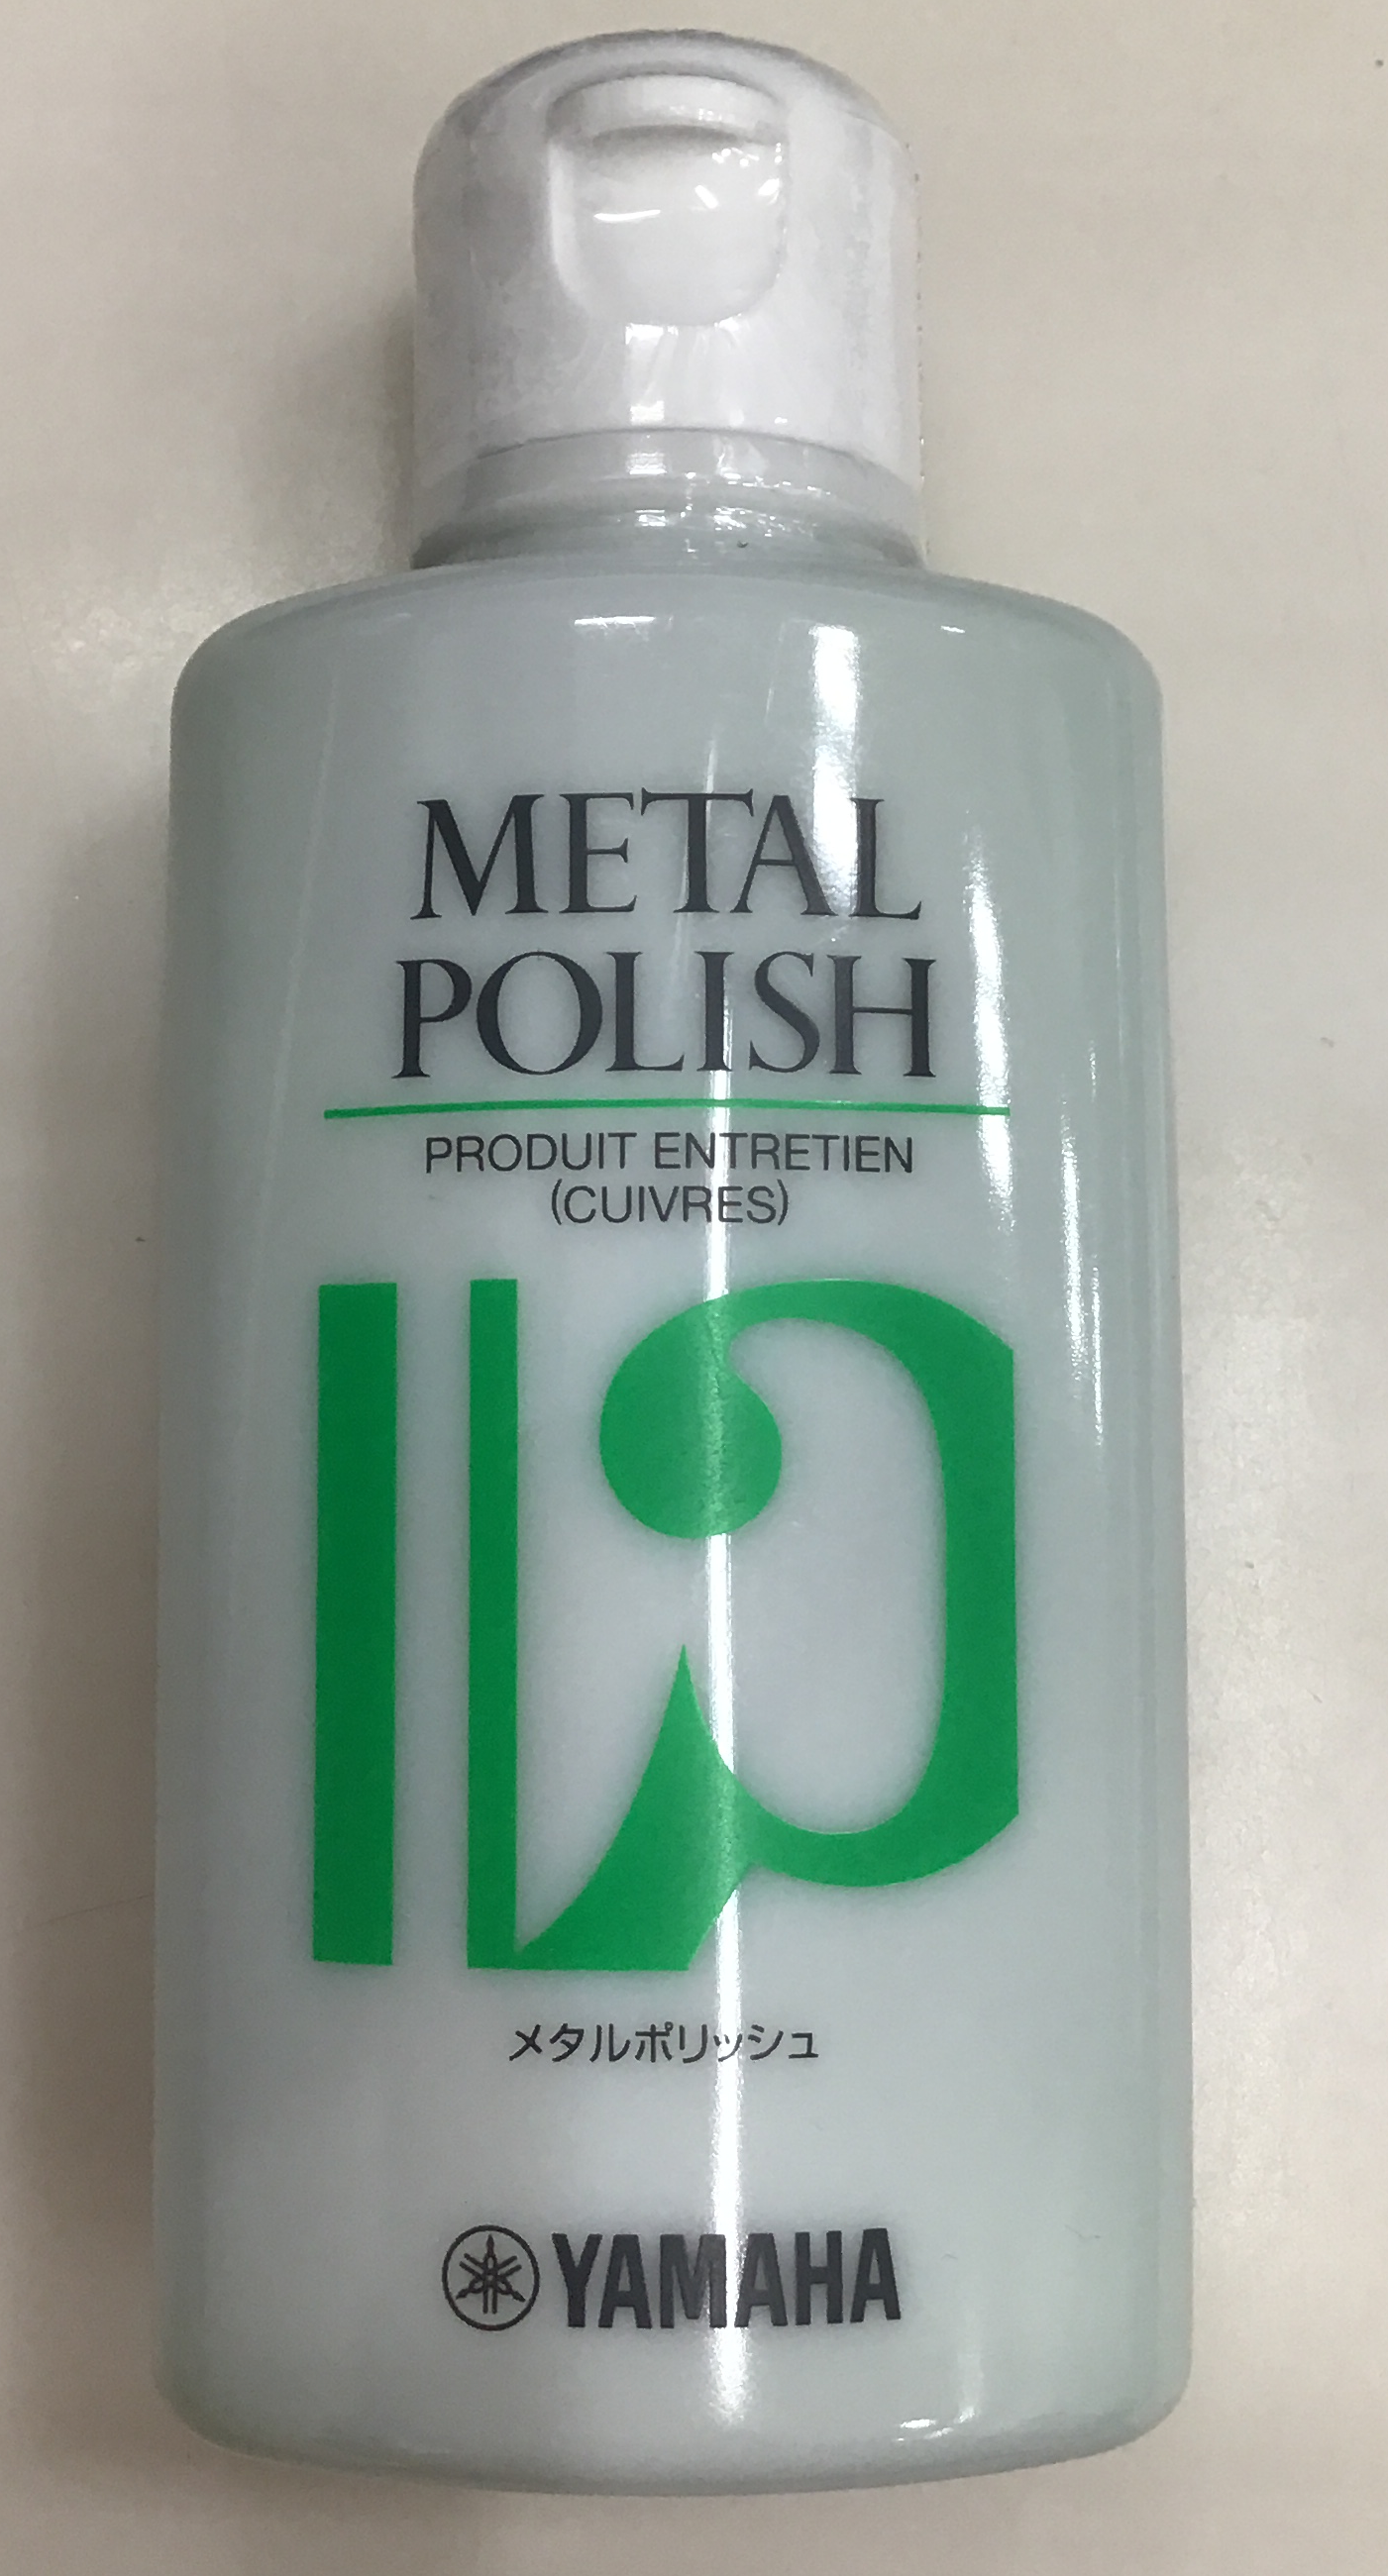 METAL
POLISH
PRODUIT ENTRETIEN
(CUIVRES)
メタルポリッシュ
YAMAHA